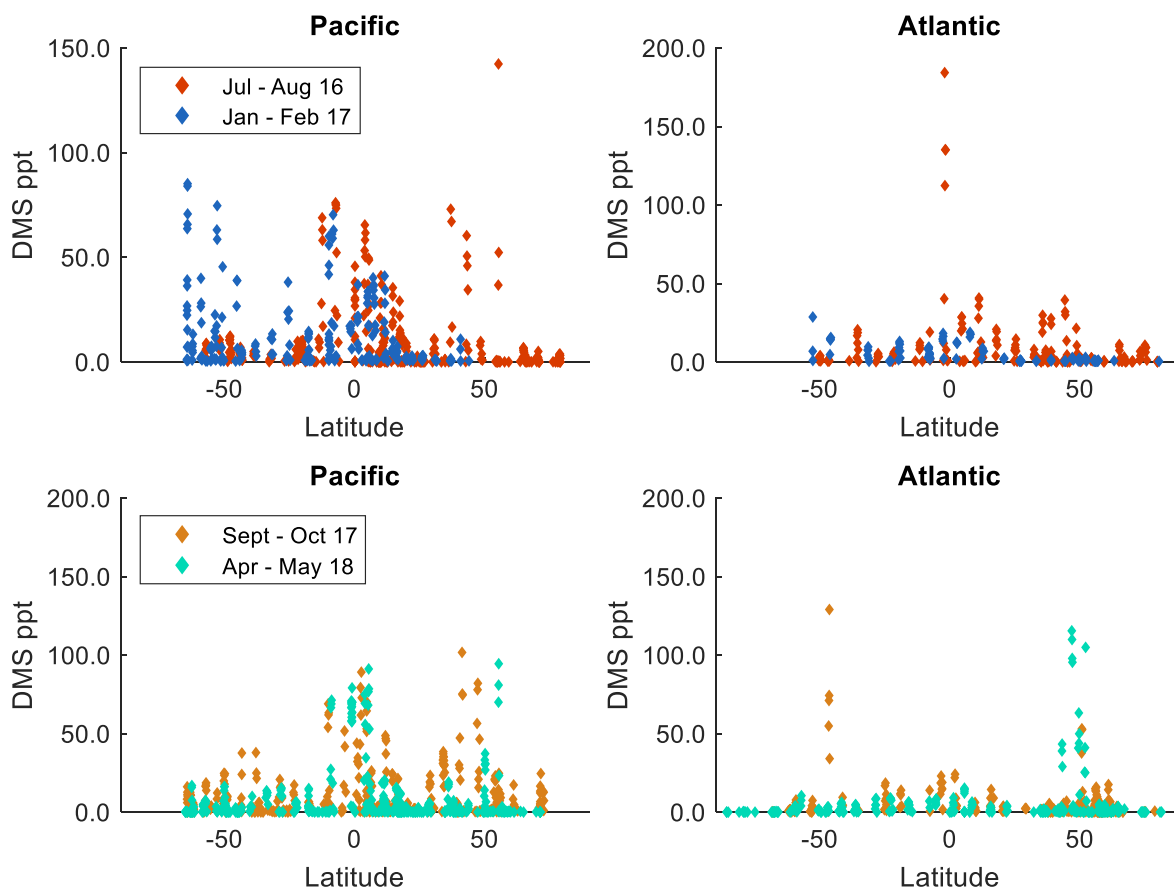 Pacific
150.0
100.0
50.0
0.0
DMS ppt
Jul - Aug 16
Jan - Feb 17
-50
0
50
Latitude
Atlantic
200.0
150.0
100.0
50.0
0.0
DMS ppt
-50
0
50
Latitude
Pacific
200.0
150.0
100.0
50.0
0.0
DMS ppt
Sept - Oct 17
Apr - May 18
-50
0
50
Latitude
Atlantic
200.0
150.0
100.0
50.0
0.0
DMS ppt
-50
0
50
Latitude